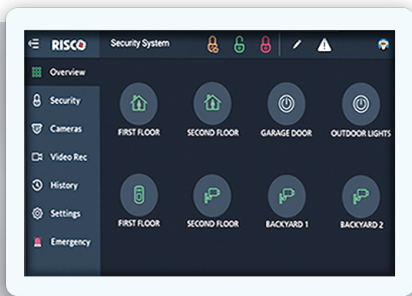 RISCO
Security System
Overview
Security
Cameras
Video Rec
History
Settings
Emergency
FIRST FLOOR
SECOND FLOOR
GARAGE DOOR
OUTDOOR LIGHTS
FIRST FLOOR
SECOND FLOOR
BACKYARD 1
BACKYARD 2